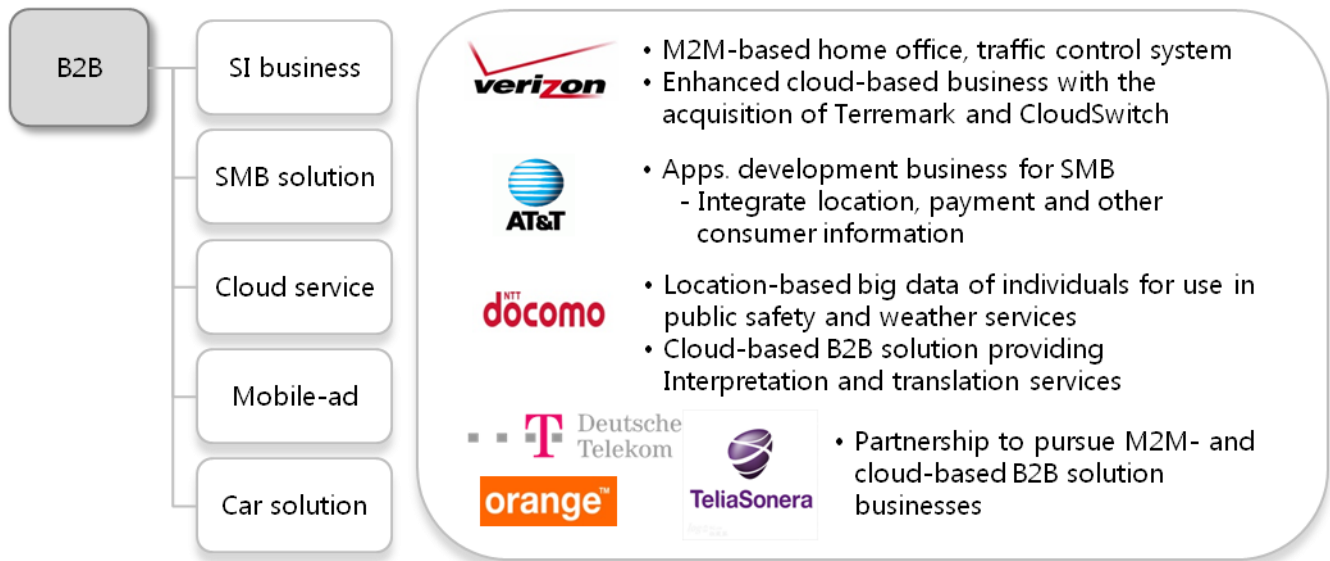 B2B
SI business
SMB solution
Cloud service
Mobile-ad
Car solution
verizon
• M2M-based home office, traffic control system
• Enhanced cloud-based business with the
acquisition of Terremark and CloudSwitch
AT&T
• Apps. development business for SMB
- Integrate location, payment and other
consumer information
NTT
döcomo
• Location-based big data of individuals for use in
public safety and weather services
• Cloud-based B2B solution providing
Interpretation and translation services
T Deutsche
Telekom
orange™
TeliaSonera
• Partnership to pursue M2M- and
cloud-based B2B solution
businesses